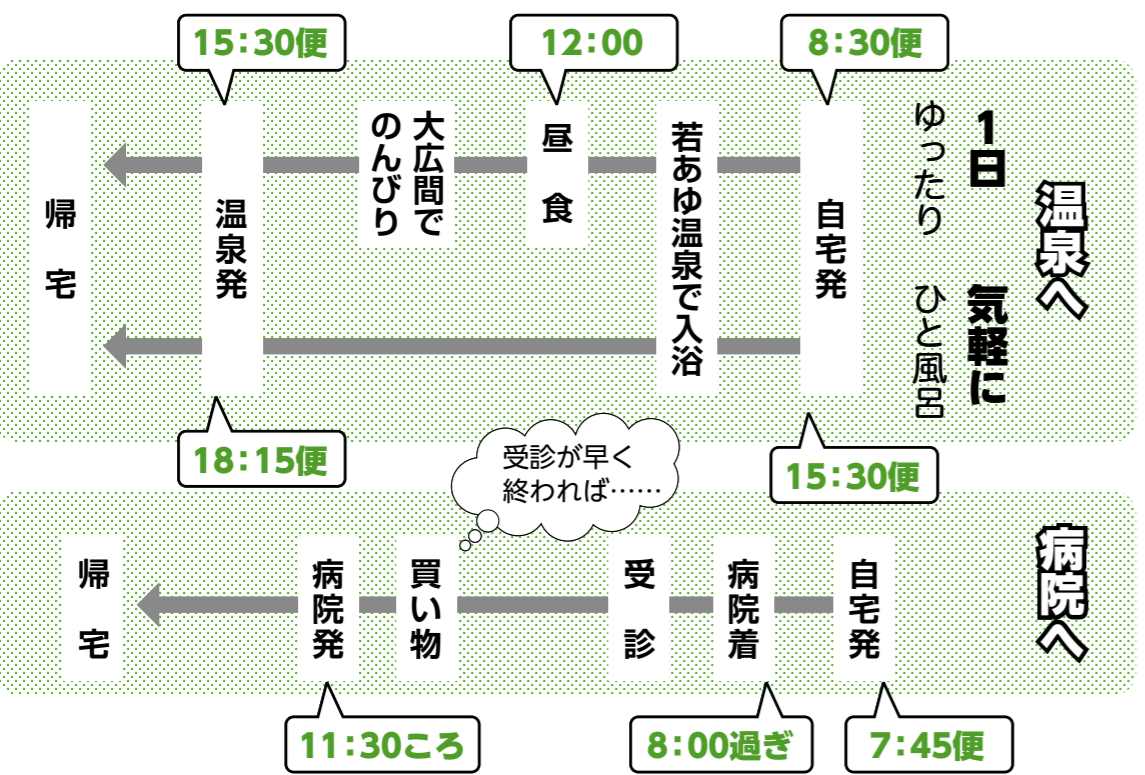 温泉へ
1日
ゆったり
気軽に
ひと風呂
8：30便
自宅発
15：30便
若あゆ温泉で入浴
12：00
昼食
大広間で
のんびり
15：30便
温泉発
18：15便
帰宅
病院へ
7：45便
自宅発
8：00過ぎ
病院着
受診
受診が早く
終われば……
買い物
11：30ころ
病院発
帰宅